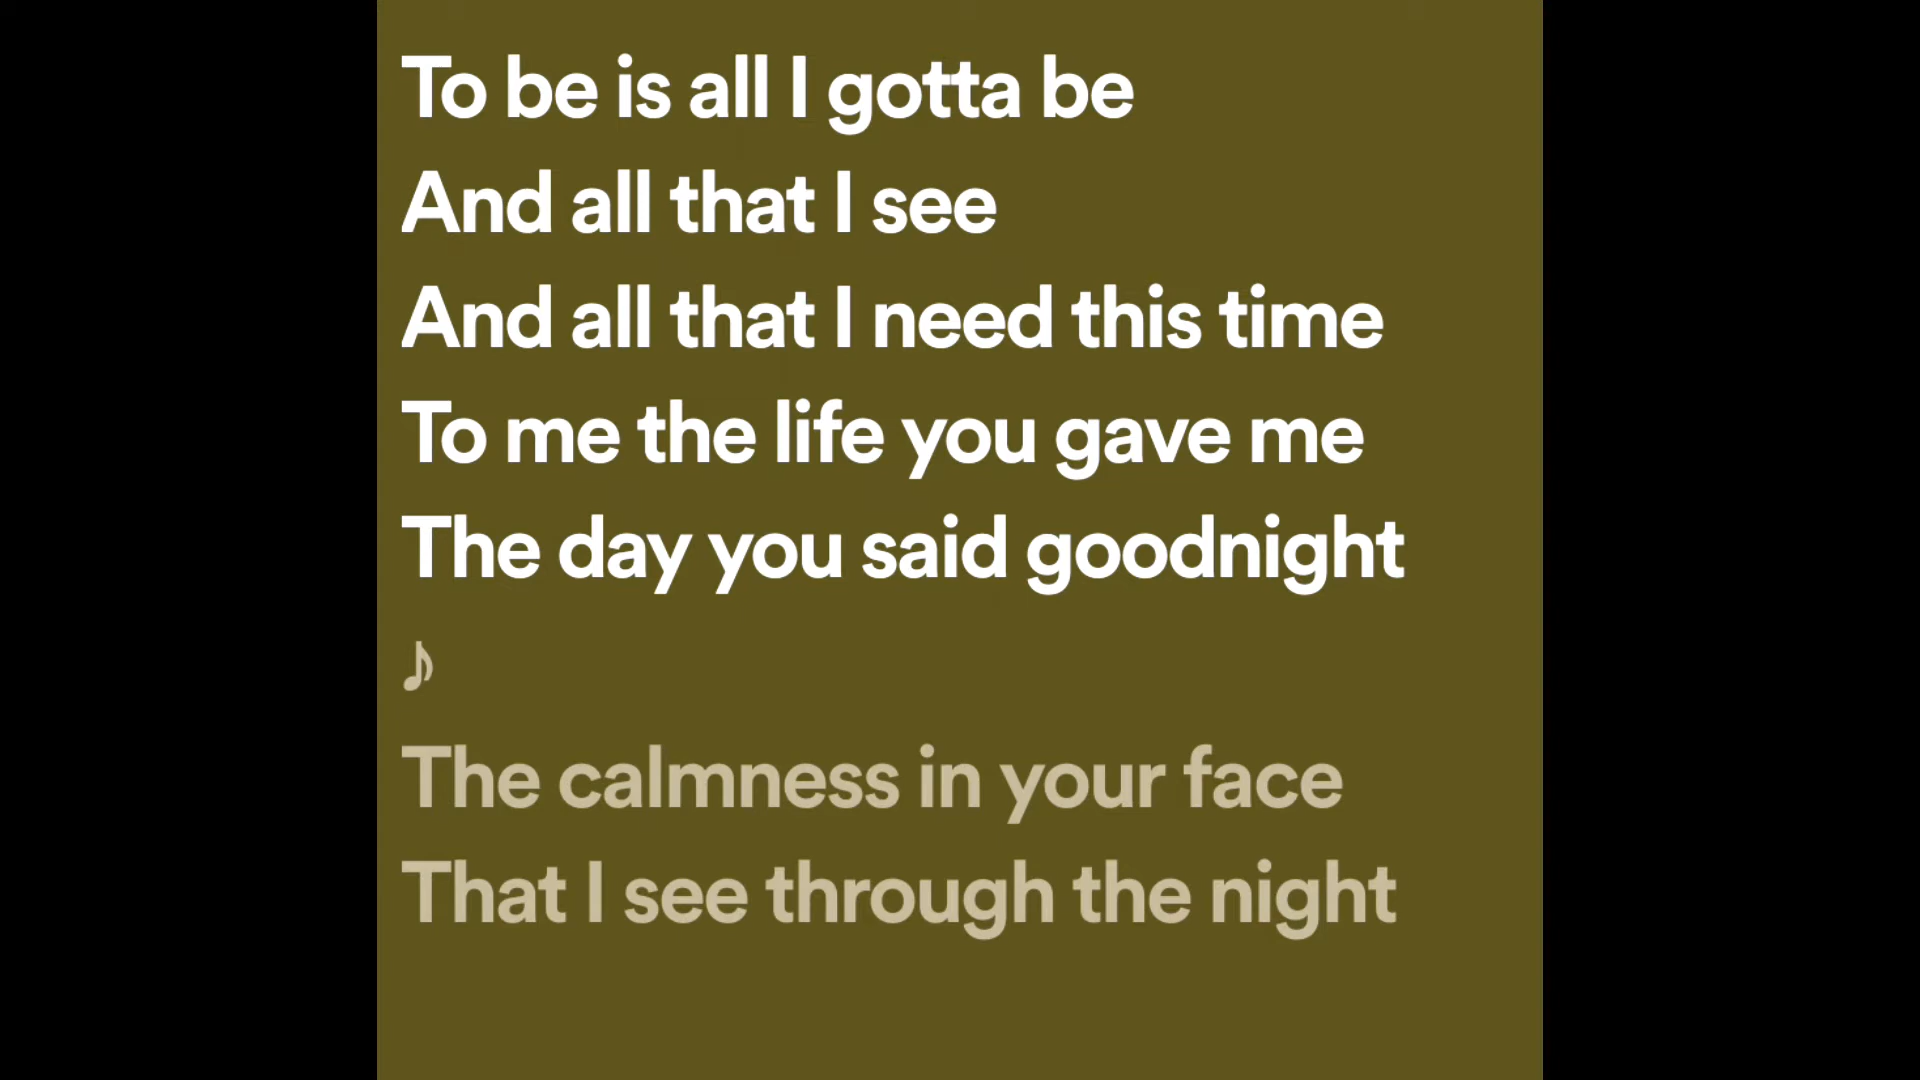 To be is all I gotta be
And all that I see
And all that I need this time
To me the life you gave me
The day you said goodnight
♪
The calmness in your face
That I see through the night